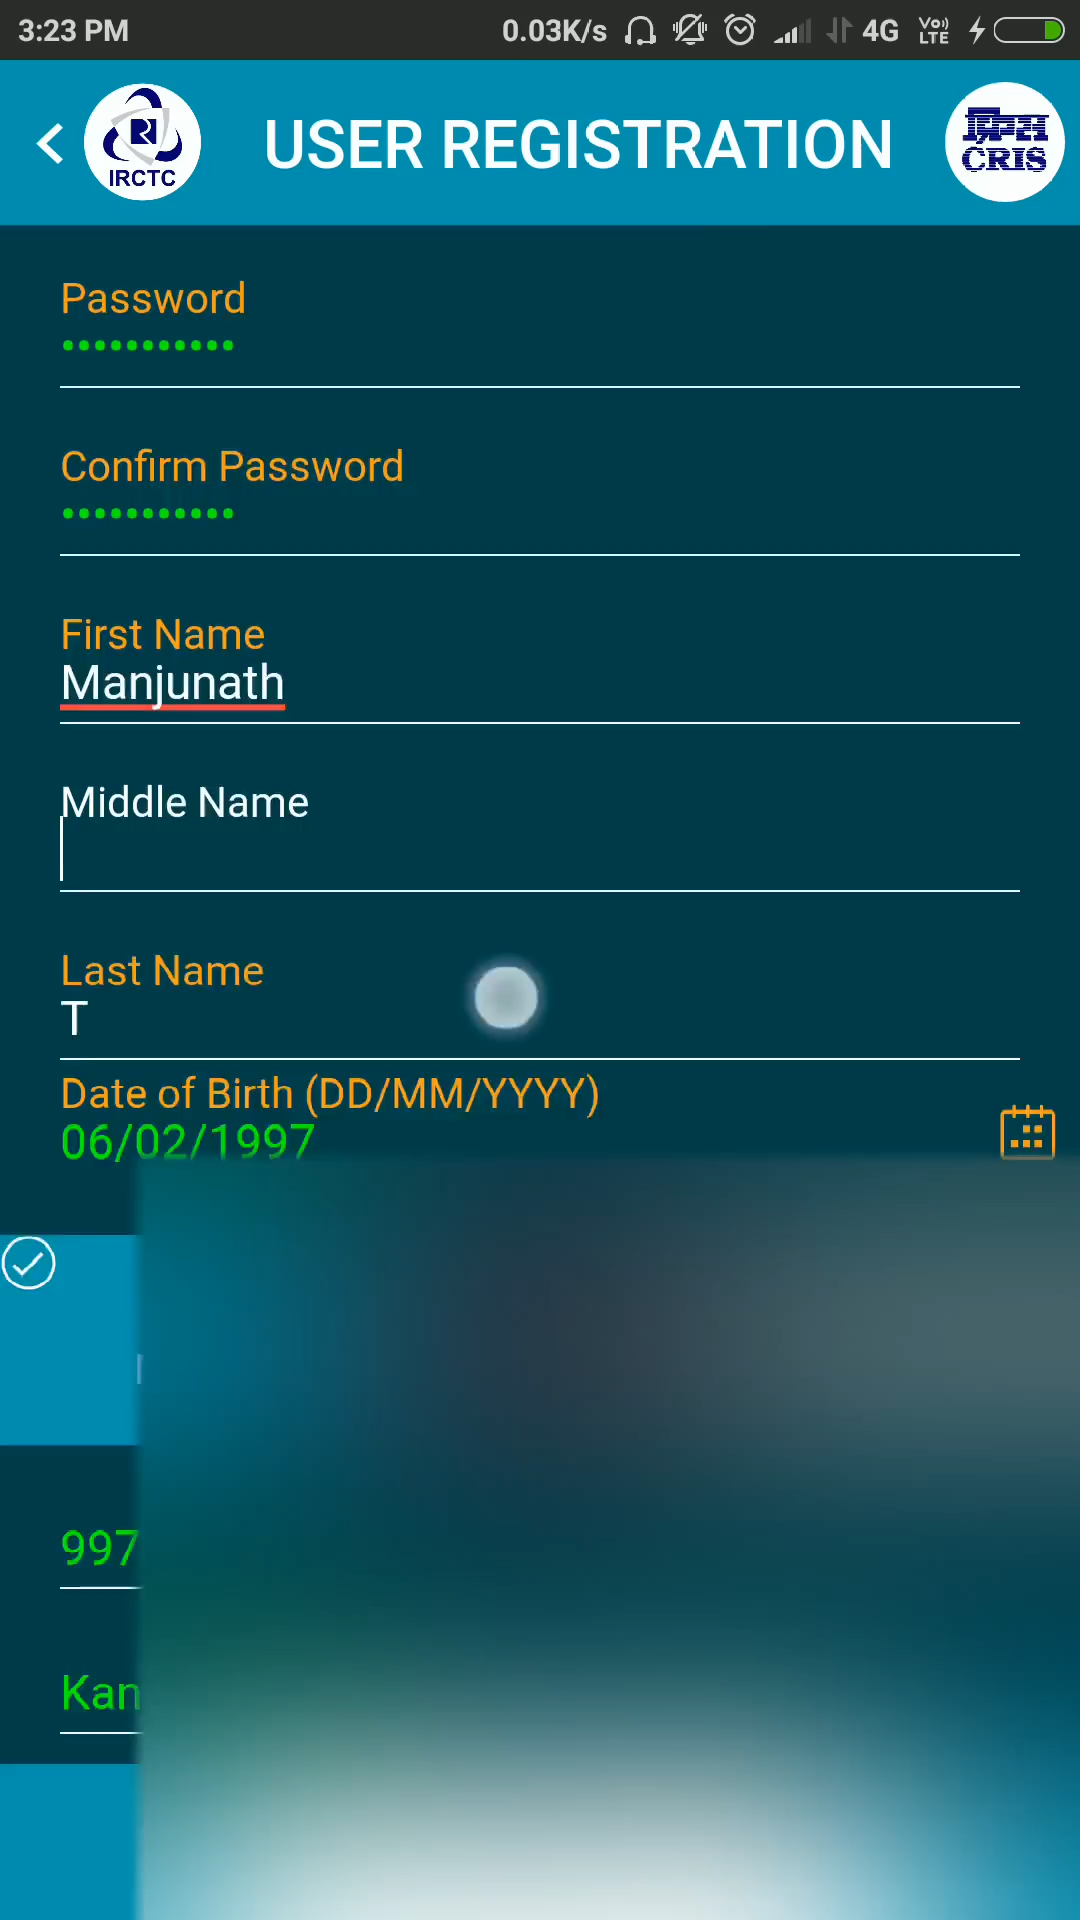 3:23 PM 0.03K/s 4G VoLTE
IRCTC USER REGISTRATION CRIS
Password
•••••••••••
Confirm Password
•••••••••••
First Name
Manjunath
Middle Name
Last Name
T
Date of Birth (DD/MM/YYYY)
06/02/1997
997
Kan